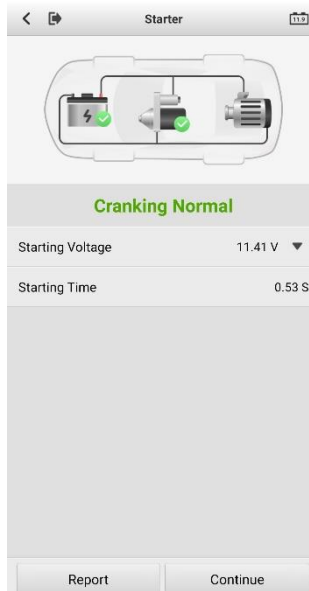 Starter
11.9
Cranking Normal
Starting Voltage 11.41 V ▼
Starting Time 0.53 S
Report Continue